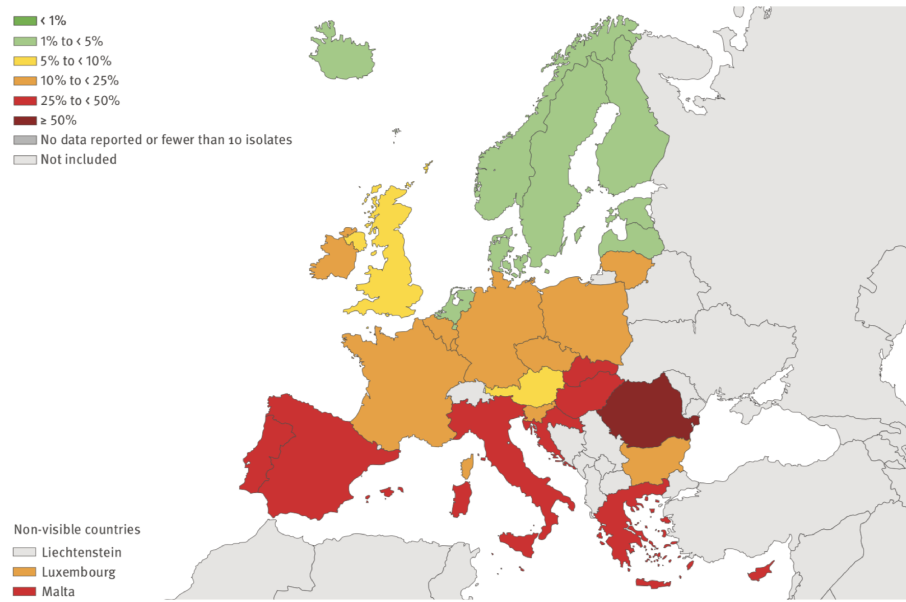 < 1%
1% to < 5%
5% to < 10%
10% to < 25%
25% to < 50%
≥ 50%
No data reported or fewer than 10 isolates
Not included
Non-visible countries
Liechtenstein
Luxembourg
Malta